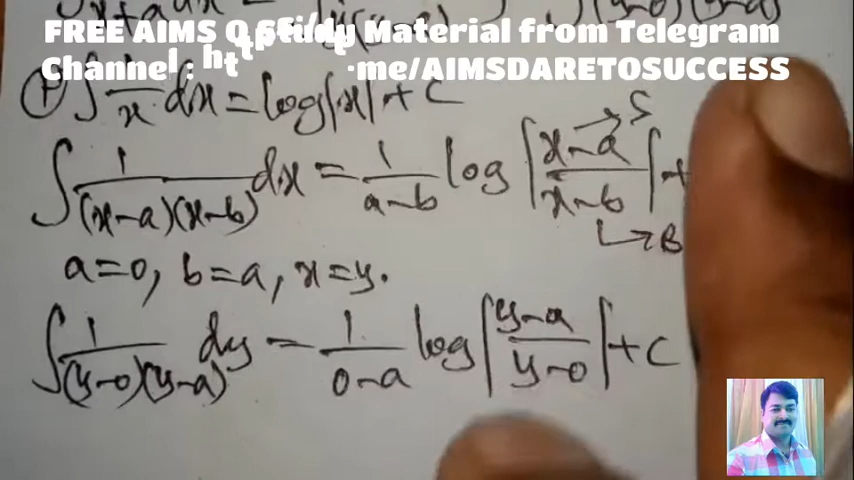 FREE AIMS Q Study Material from Telegram
Channel : http t.me/AIMSDARETOSUCCESS
① ∫ 1/x dx = log|x| + C
∫ 1/((x-a)(x-b)) dx = 1/(a-b) log |(x-a)/(x-b)| +
→ S
↳ B
a=0, b=a, x=y.
∫ 1/((y-0)(y-a)) dy = 1/(0-a) log |(y-a)/(y-0)| + C